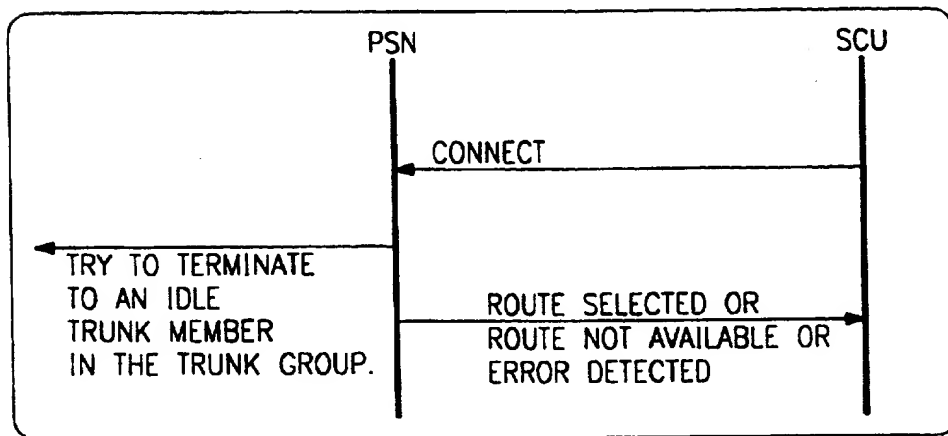 PSN
SCU
CONNECT
TRY TO TERMINATE
TO AN IDLE
TRUNK MEMBER
IN THE TRUNK GROUP.
ROUTE SELECTED OR
ROUTE NOT AVAILABLE OR
ERROR DETECTED